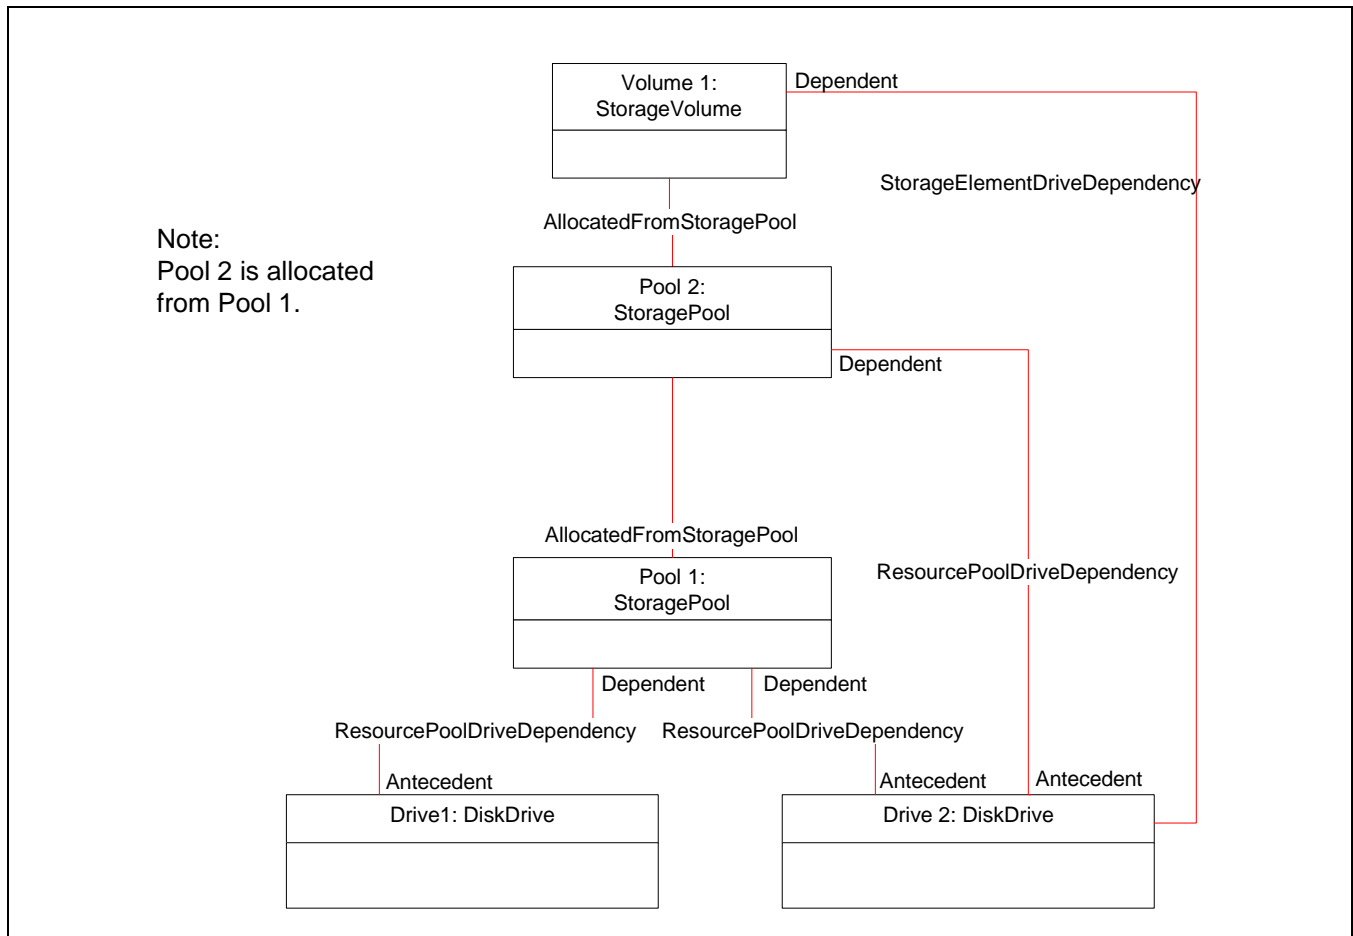 Volume 1:
StorageVolume
Dependent
StorageElementDriveDependency
AllocatedFromStoragePool
Note:
Pool 2 is allocated
from Pool 1.
Pool 2:
StoragePool
Dependent
AllocatedFromStoragePool
Pool 1:
StoragePool
ResourcePoolDriveDependency
Dependent
Dependent
ResourcePoolDriveDependency
ResourcePoolDriveDependency
Antecedent
Antecedent
Antecedent
Drive1: DiskDrive
Drive 2: DiskDrive